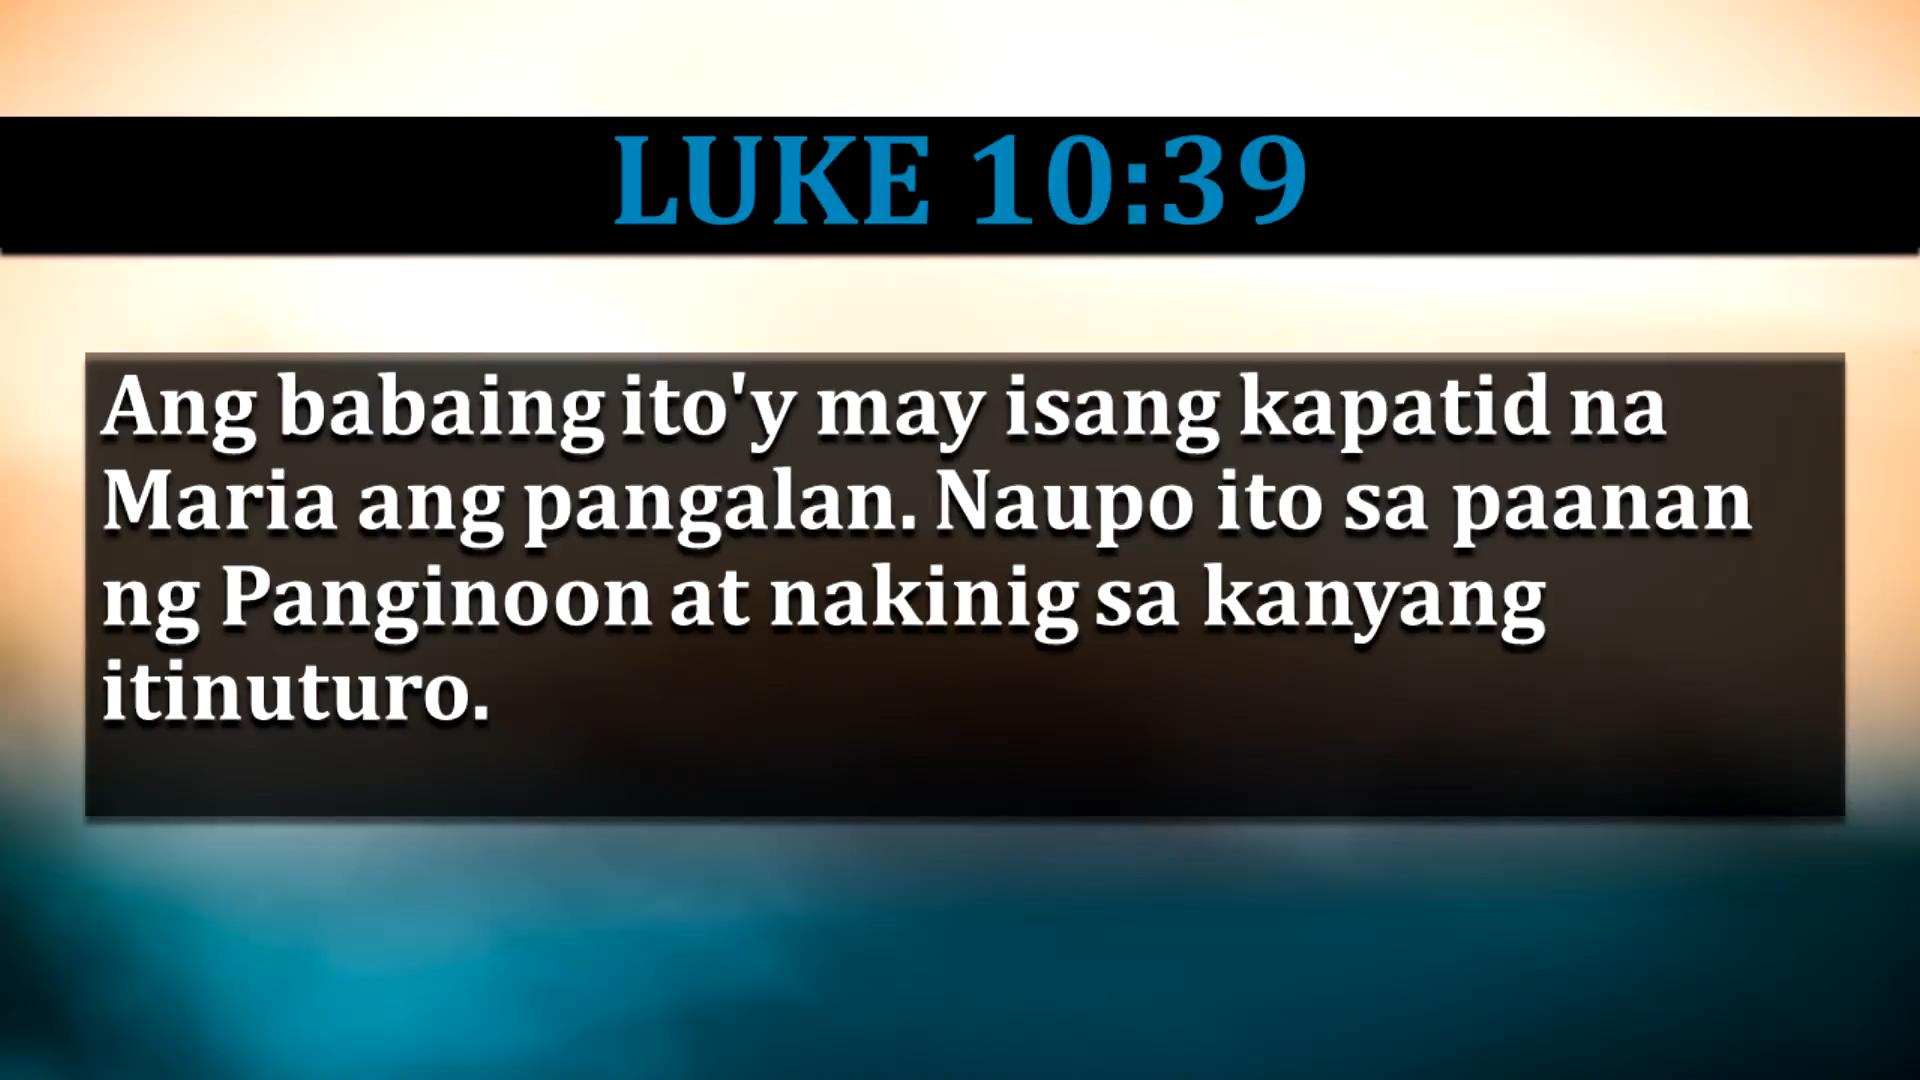 LUKE 10:39
Ang babaing ito'y may isang kapatid na
Maria ang pangalan. Naupo ito sa paanan
ng Panginoon at nakinig sa kanyang
itinuturo.